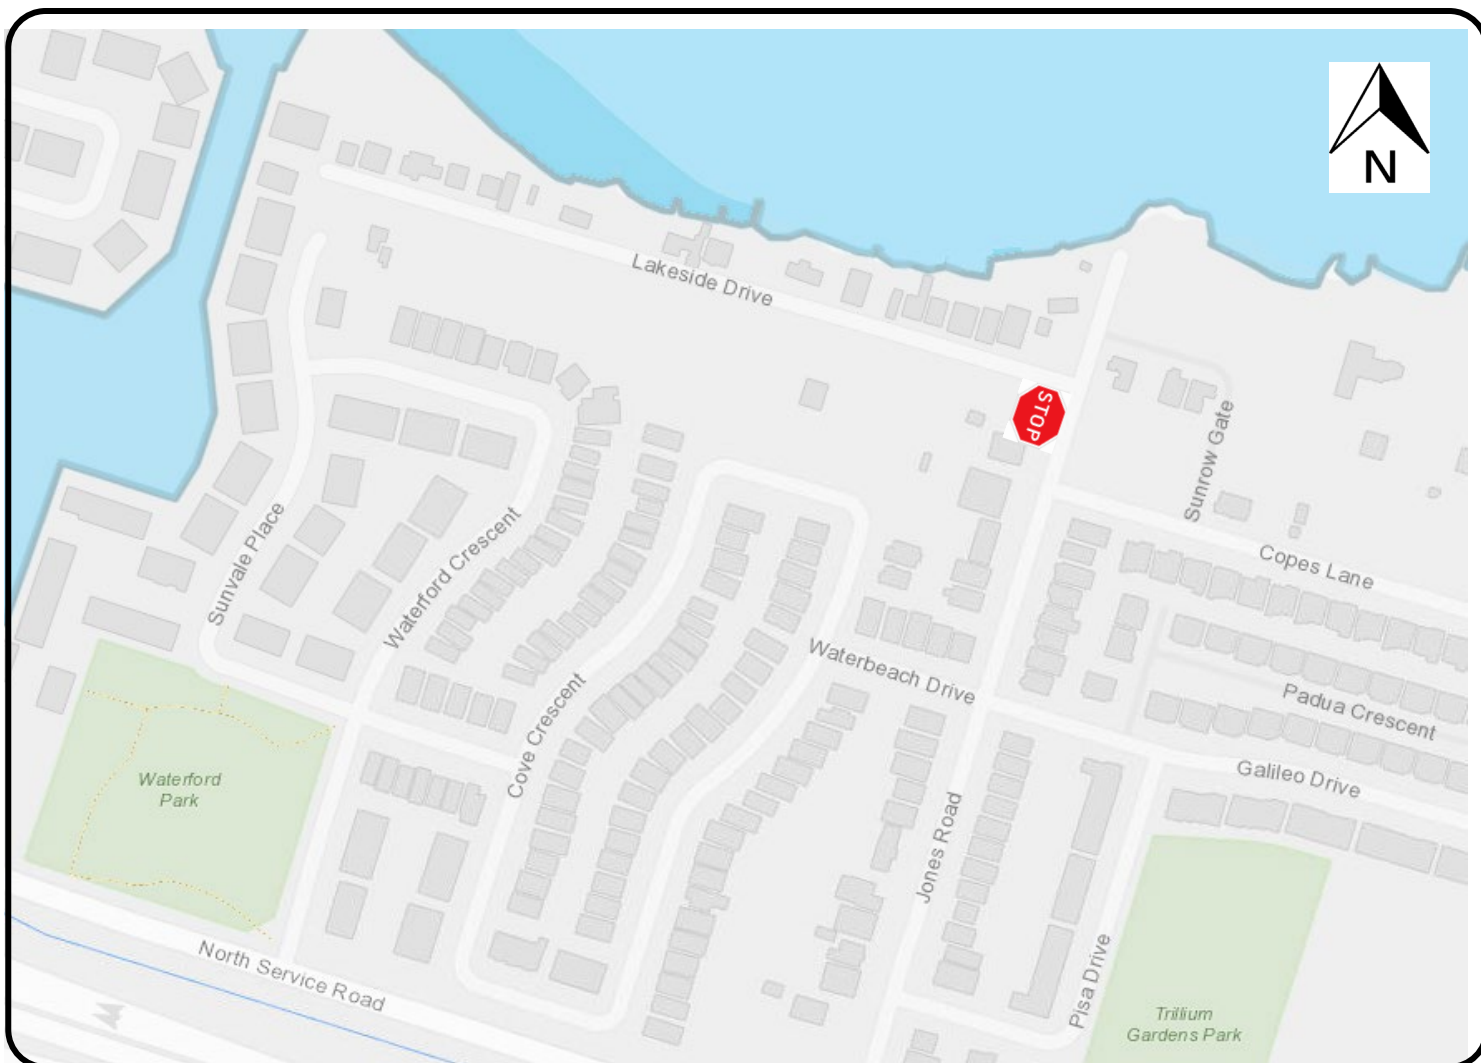 N
Lakeside Drive
STOP
Sunrow Gate
Sunvale Place
Waterford Crescent
Copes Lane
Waterbeach Drive
Padua Crescent
Cove Crescent
Waterford
Park
Galileo Drive
Jones Road
North Service Road
Pisa Drive
Trillium
Gardens Park